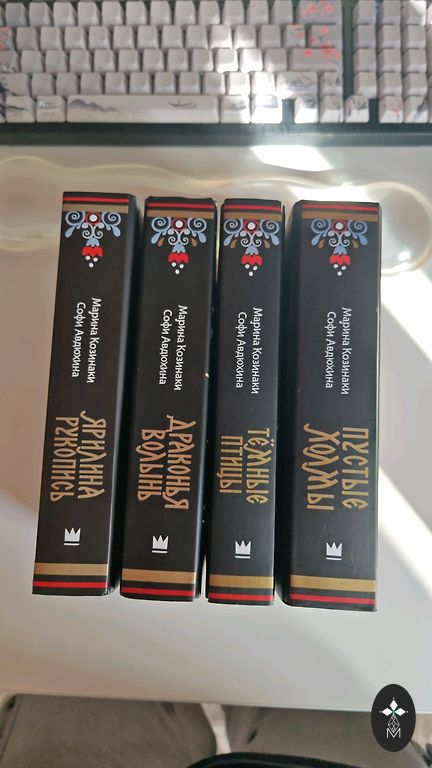 Марина Козинаки
Софи Авдюхина
ЯРИЛИНА
РУКОПИСЬ
Марина Козинаки
Софи Авдюхина
ДРАКОНЬЯ
ВОЛЫНЬ
Марина Козинаки
Софи Авдюхина
ТЁМНЫЕ
ПТИЦЫ
Марина Козинаки
Софи Авдюхина
ПУСТЫЕ
ХОЛМЫ
М